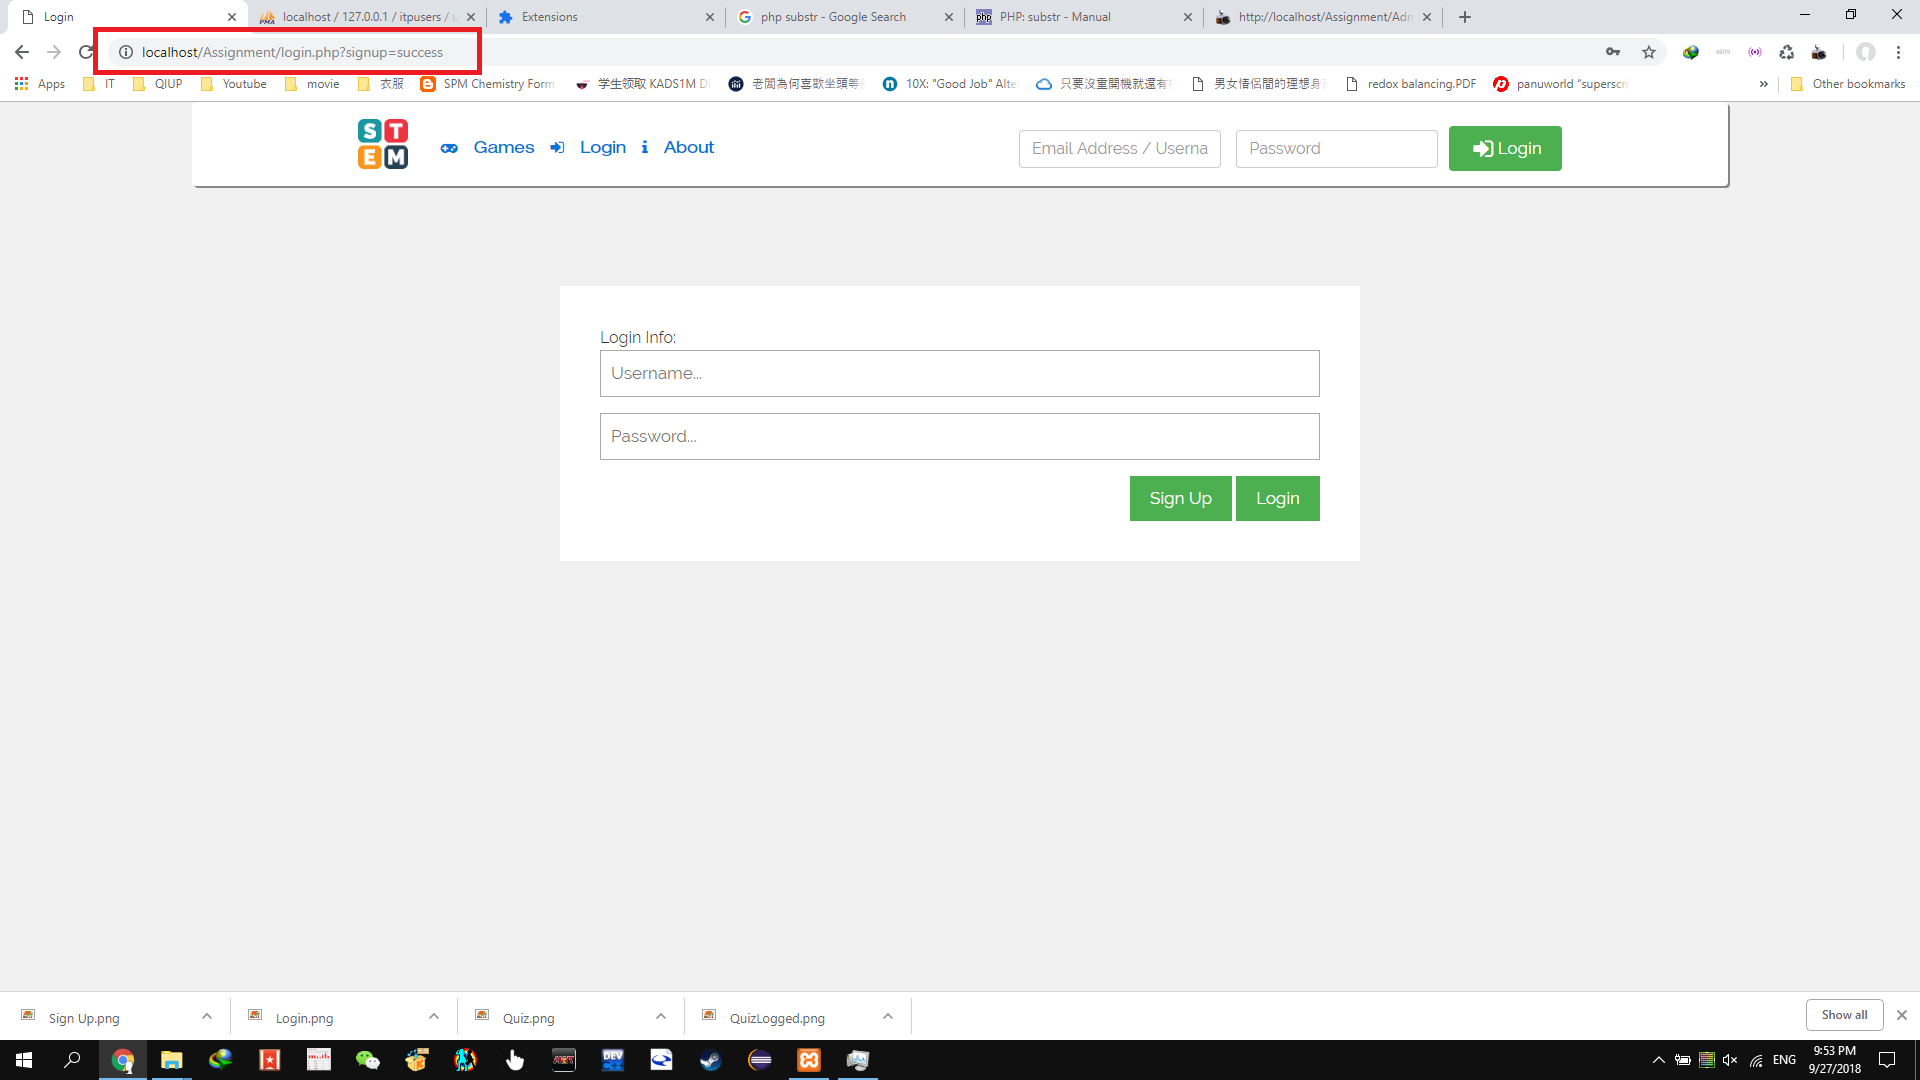 Login
localhost / 127.0.0.1 / itpusers /
Extensions
php substr - Google Search
PHP: substr - Manual
http://localhost/Assignment/Adm
localhost/Assignment/login.php?signup=success
Apps
IT
QIUP
Youtube
movie
衣服
SPM Chemistry Form
学生领取 KADS1M
老闆為何喜歡坐頭等
10X: "Good Job" Alte
只要沒重開機就還有
男女情侶間的理想身
redox balancing.PDF
panuworld "superscri
»
Other bookmarks
STEM
Games
Login
About
Email Address / Userna
Password
Login
Login Info:
Username...
Password...
Sign Up
Login
Sign Up.png
Login.png
Quiz.png
QuizLogged.png
Show all
DEV
ENG
9:53 PM
9/27/2018